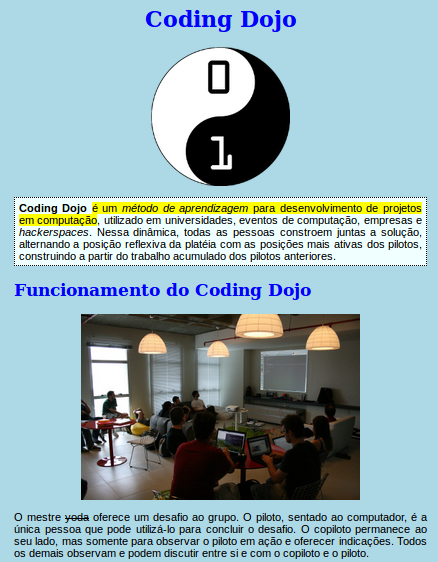 Coding Dojo
0
1
Coding Dojo é um método de aprendizagem para desenvolvimento de projetos
em computação, utilizado em universidades, eventos de computação, empresas e
hackerspaces. Nessa dinâmica, todas as pessoas constroem juntas a solução,
alternando a posição reflexiva da platéia com as posições mais ativas dos pilotos,
construindo a partir do trabalho acumulado dos pilotos anteriores.
Funcionamento do Coding Dojo
O mestre yoda oferece um desafio ao grupo. O piloto, sentado ao computador, é a
única pessoa que pode utilizá-lo para concluir o desafio. O copiloto permanece ao
seu lado, mas somente para observar o piloto em ação e oferecer indicações. Todos
os demais observam e podem discutir entre si e com o copiloto e o piloto.